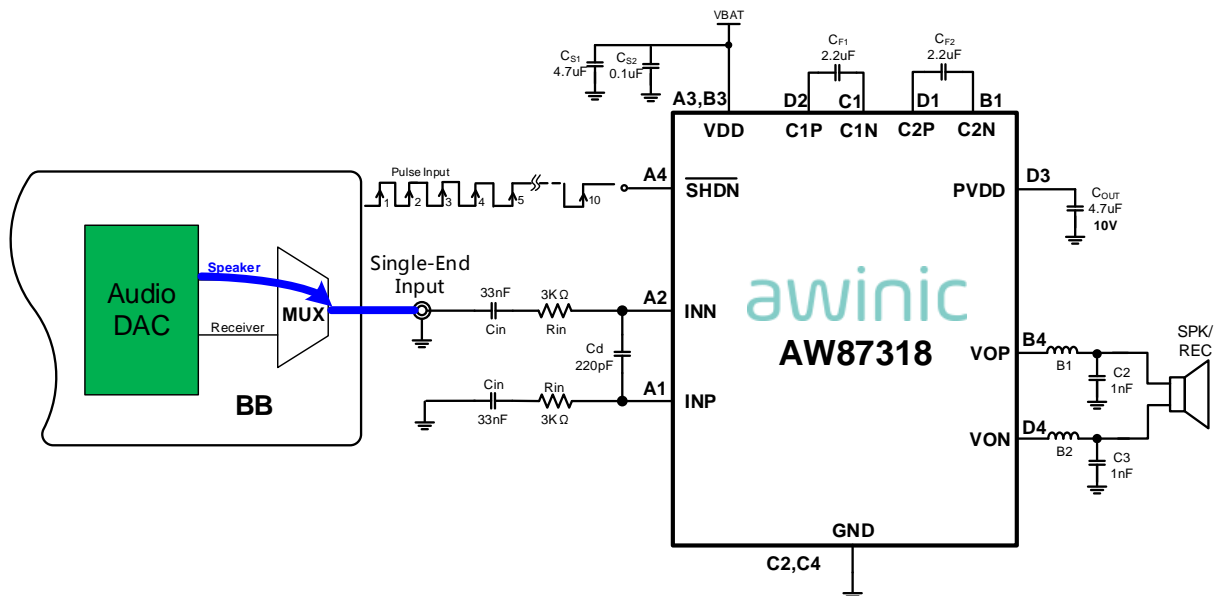 VBAT
CS1
4.7uF
CS2
0.1uF
CF1
2.2uF
CF2
2.2uF
A3,B3
D2
C1
D1
B1
VDD
C1P
C1N
C2P
C2N
Pulse Input
1
2
3
4
5
10
A4
SHDN
D3
PVDD
COUT
4.7uF
10V
Audio
DAC
Speaker
Receiver
MUX
BB
Single-End
Input
33nF
Cin
3KΩ
Rin
A2
INN
Cd
220pF
Cin
33nF
Rin
3KΩ
A1
INP
awinic
AW87318
VOP
B4
B1
C2
1nF
SPK/
REC
VON
D4
B2
C3
1nF
GND
C2,C4